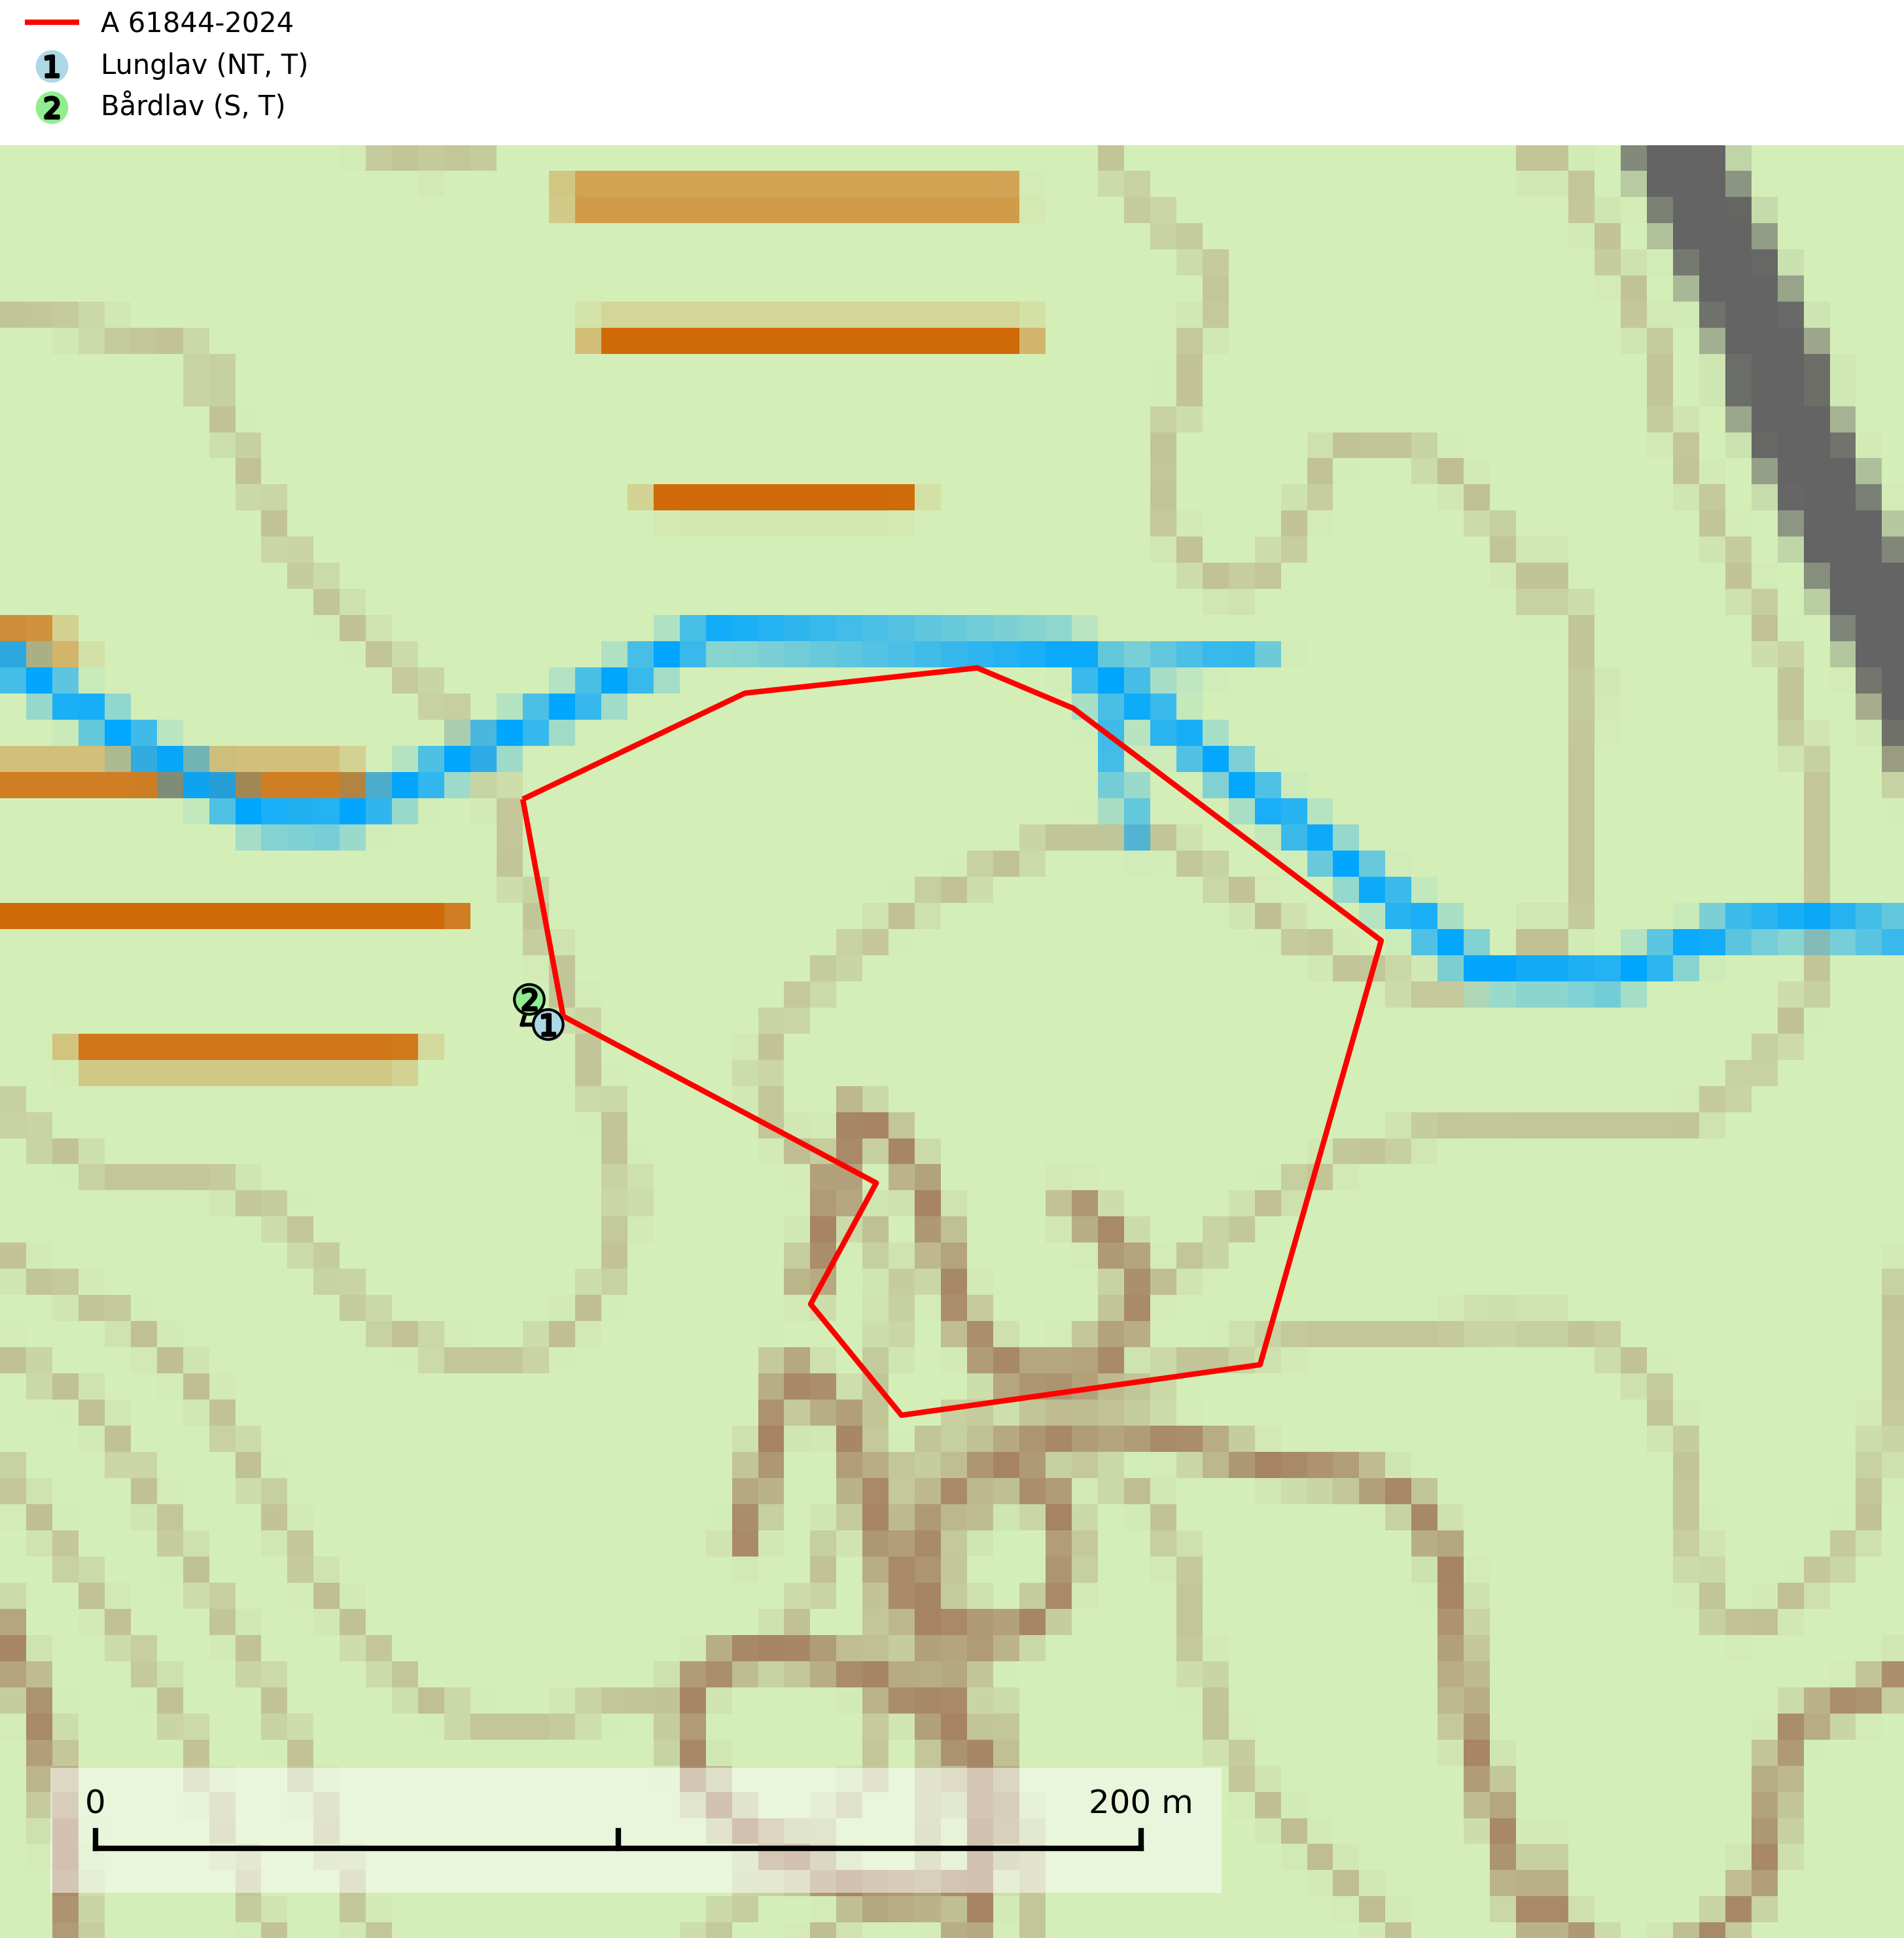 A 61844-2024
1 Lunglav (NT, T)
2 Bårdlav (S, T)
2
1
0 200 m